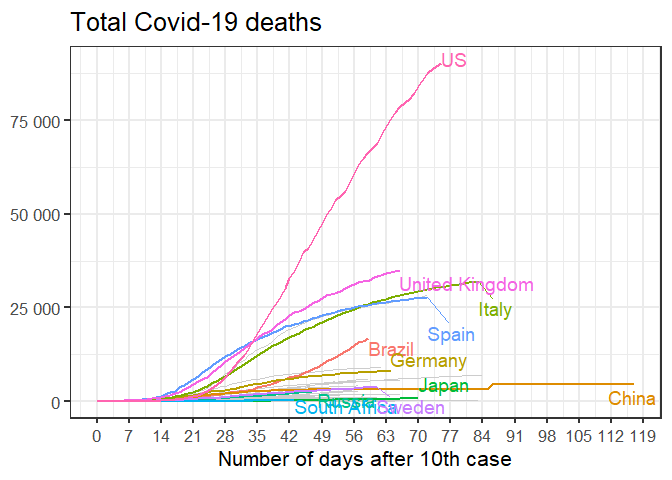 Total Covid-19 deaths
US
75 000
50 000
United Kingdom
25 000
Italy
Spain
Brazil
Germany
Japan
Russia
China
0
South Africa
Sweden
0 7 14 21 28 35 42 49 56 63 70 77 84 91 98 105 112 119
Number of days after 10th case